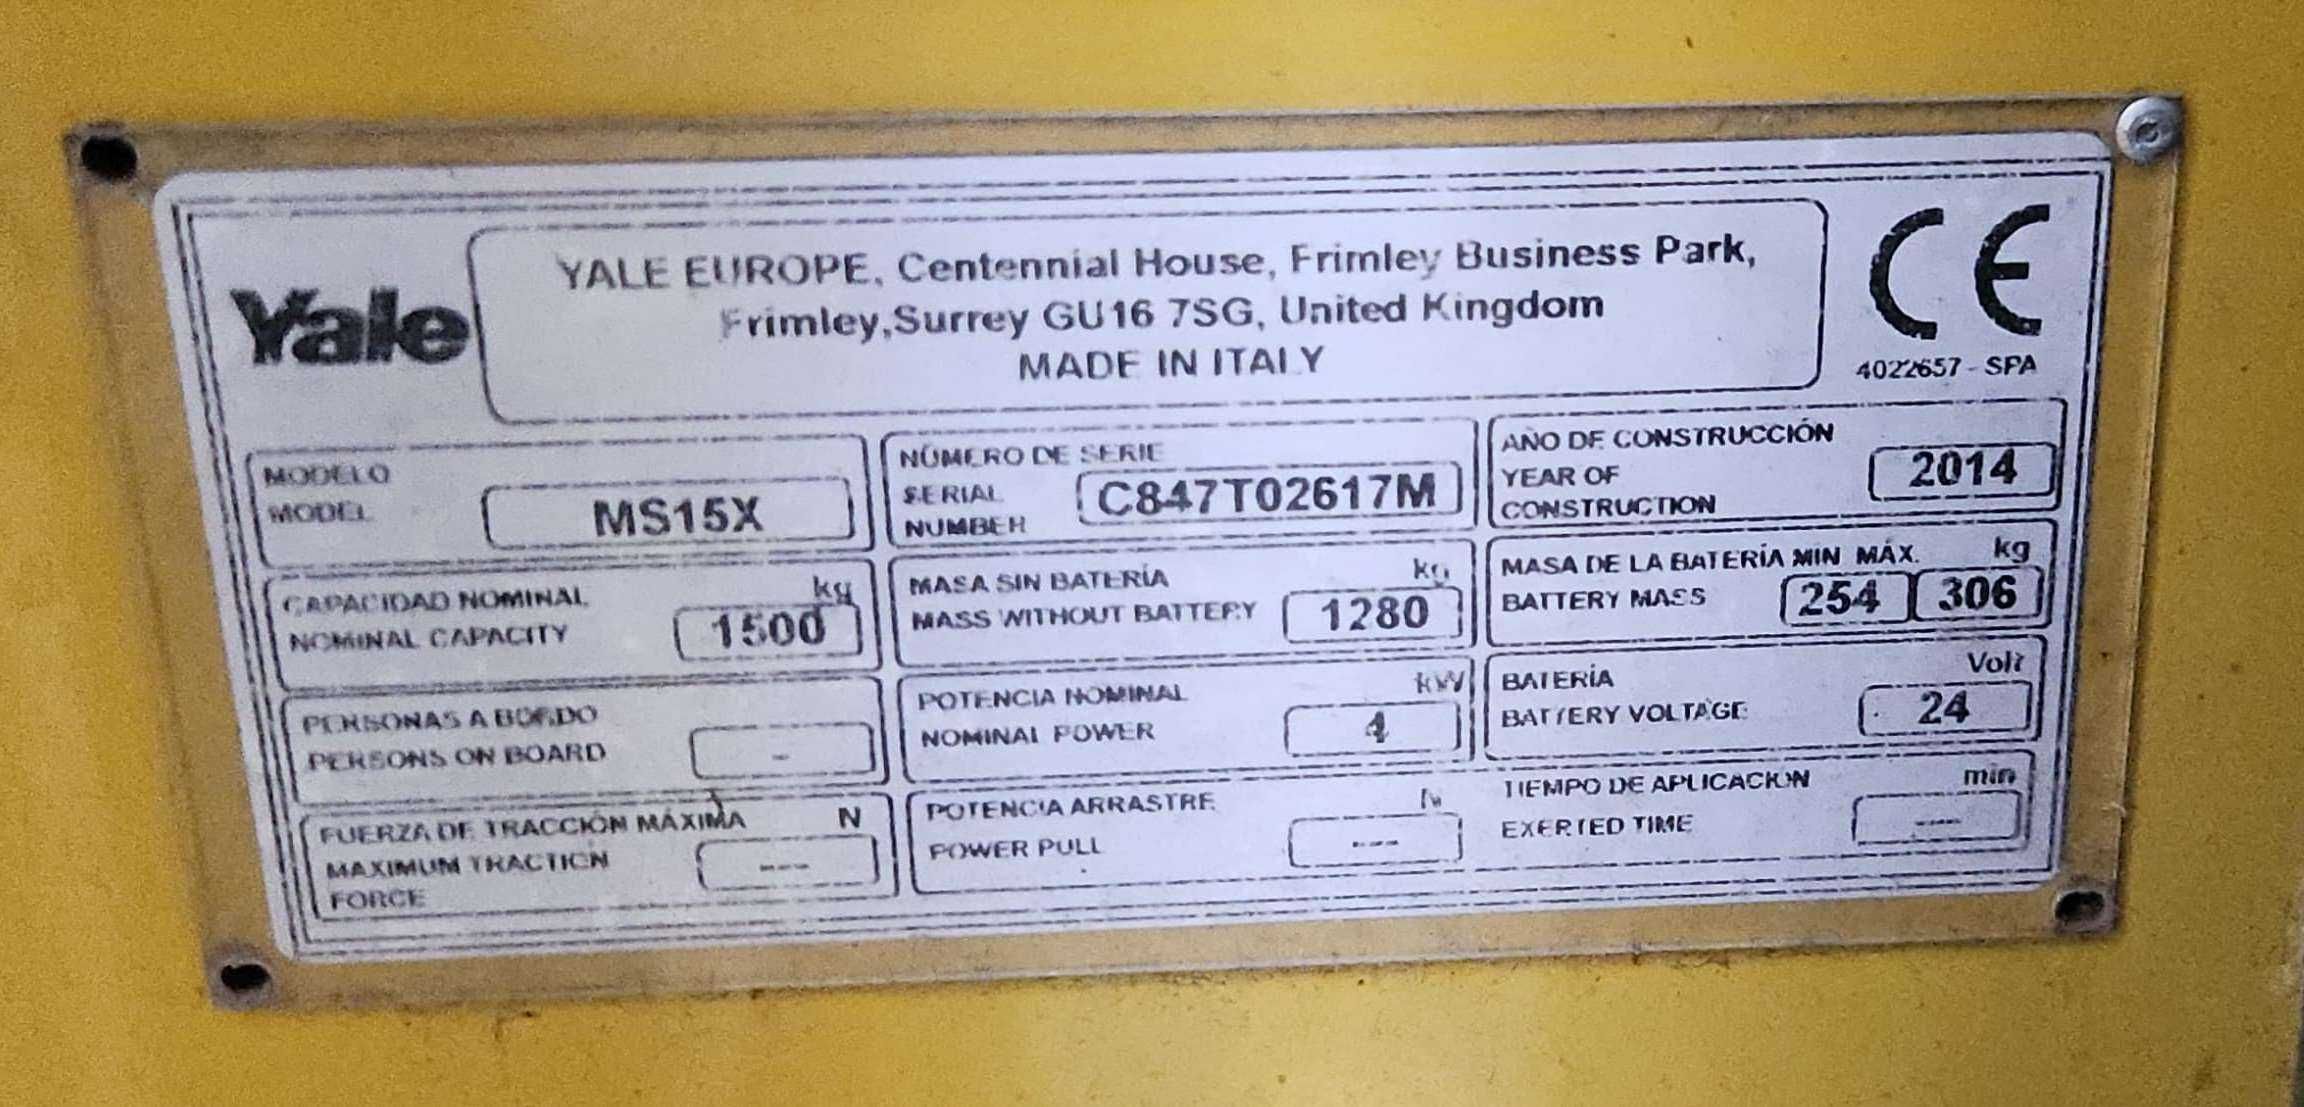 Yale
YALE EUROPE, Centennial House, Frimley Business Park,
Frimley,Surrey GU16 7SG, United Kingdom
MADE IN ITALY
CE
4022657 - SPA
MODELO
MODEL
MS15X
NÚMERO DE SERIE
SERIAL
NUMBER
C847T02617M
AÑO DE CONSTRUCCIÓN
YEAR OF
CONSTRUCTION
2014
CAPACIDAD NOMINAL kg
NOMINAL CAPACITY 1500
MASA SIN BATERÍA kg
MASS WITHOUT BATTERY 1280
MASA DE LA BATERÍA MIN MÁX. kg
BATTERY MASS 254 306
PERSONAS A BORDO
PERSONS ON BOARD -
POTENCIA NOMINAL kW
NOMINAL POWER 4
BATERÍA Volt
BATTERY VOLTAGE 24
FUERZA DE TRACCIÓN MÁXIMA N
MAXIMUM TRACTION ---
FORCE
POTENCIA ARRASTRE N
POWER PULL ---
TIEMPO DE APLICACION min
EXERTED TIME ----